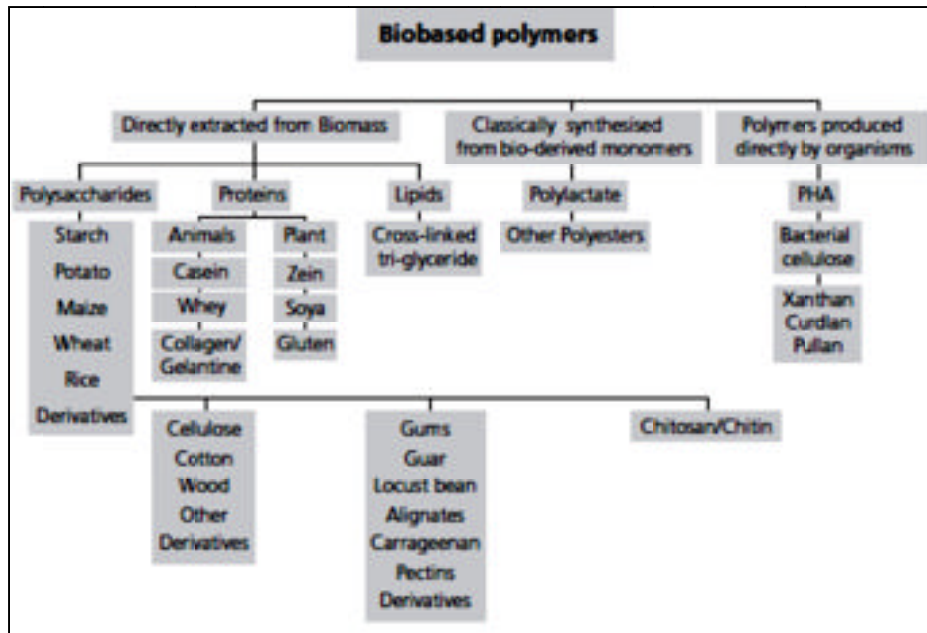 Biobased polymers
Directly extracted from Biomass
Classically synthesised
from bio-derived monomers
Polymers produced
directly by organisms
Polysaccharides
Proteins
Lipids
Polylactate
PHA
Starch
Potato
Maize
Wheat
Rice
Derivatives
Animals
Casein
Whey
Collagen/
Gelantine
Plant
Zein
Soya
Gluten
Cross-linked
tri-glyceride
Other Polyesters
Bacterial
cellulose
Xanthan
Curdlan
Pullan
Cellulose
Cotton
Wood
Other
Derivatives
Gums
Guar
Locust bean
Alignates
Carrageenan
Pectins
Derivatives
Chitosan/Chitin